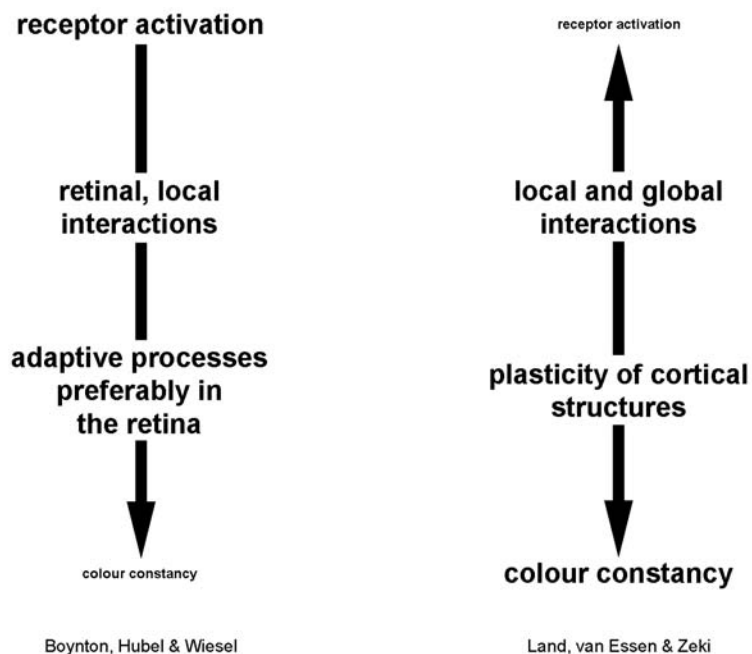 receptor activation
retinal, local
interactions
adaptive processes
preferably in
the retina
colour constancy
Boynton, Hubel & Wiesel
receptor activation
local and global
interactions
plasticity of cortical
structures
colour constancy
Land, van Essen & Zeki